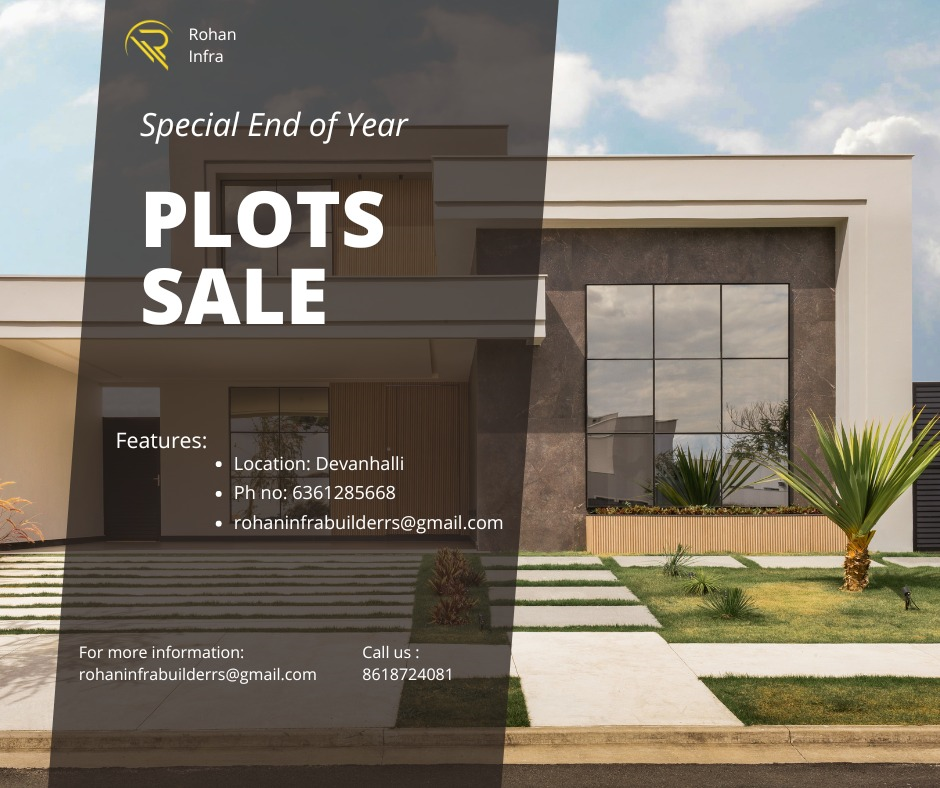 Rohan
Infra
Special End of Year
PLOTS
SALE
Features:
• Location: Devanhalli
• Ph no: 6361285668
• rohaninfrabuilderrs@gmail.com
For more information:
rohaninfrabuilderrs@gmail.com
Call us :
8618724081